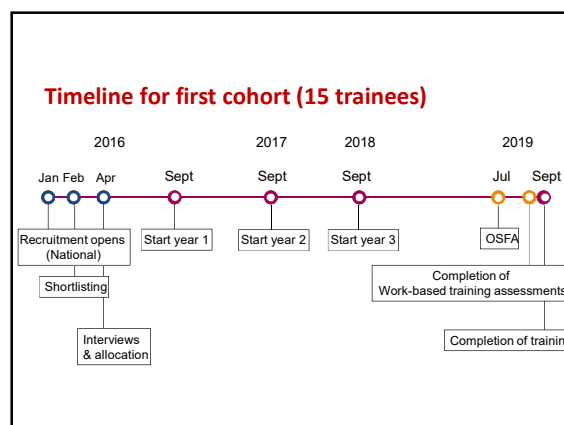 Timeline for first cohort (15 trainees)
2016 2017 2018 2019
Jan Feb Apr Sept Sept Sept Jul Sept
Recruitment opens
(National)
Start year 1 Start year 2 Start year 3 OSFA
Shortlisting
Completion of
Work-based training assessments
Interviews
& allocation
Completion of training